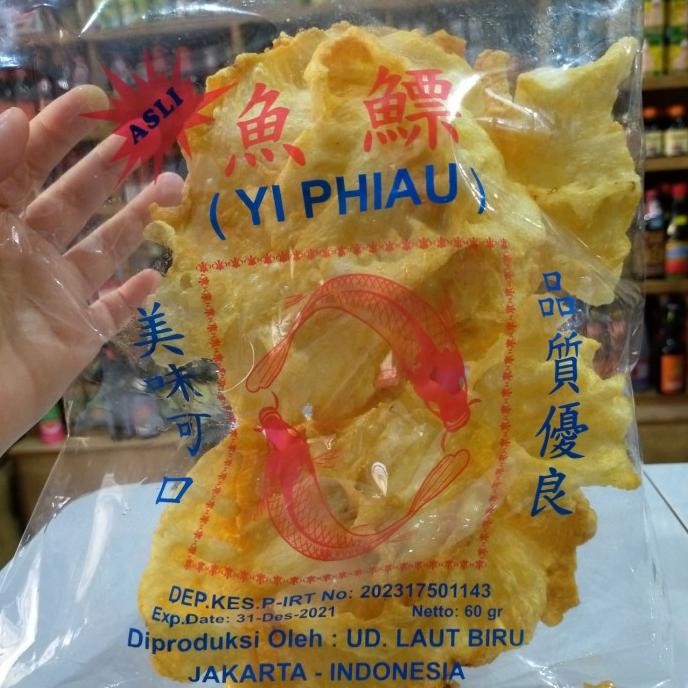 ASLI
魚鰾
(YI PHIAU)
美味可口
品質優良
DEP.KES.P-IRT No: 202317501143
Exp.Date: 31-Des-2021
Netto: 60 gr
Diproduksi Oleh : UD. LAUT BIRU
JAKARTA - INDONESIA